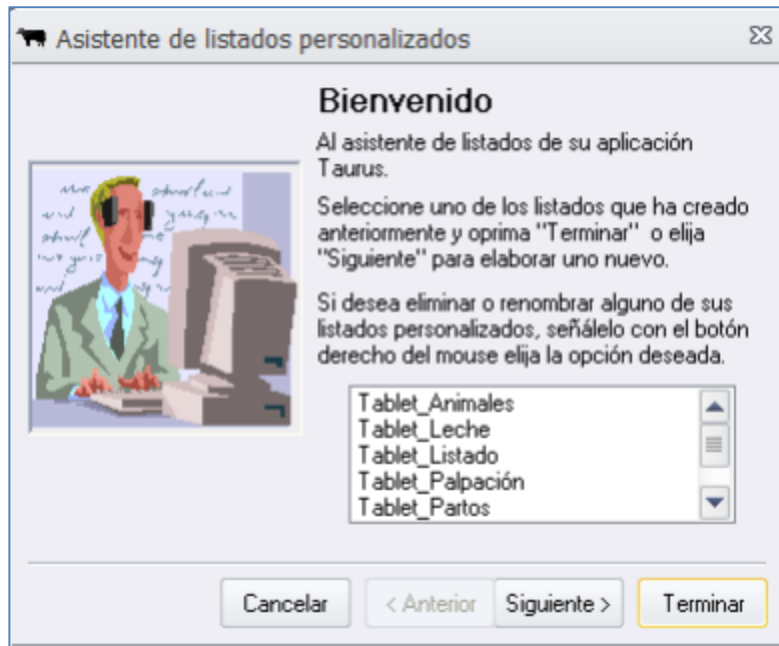 Asistente de listados personalizados
Bienvenido
Al asistente de listados de su aplicación
Taurus.
Seleccione uno de los listados que ha creado
anteriormente y oprima "Terminar" o elija
"Siguiente" para elaborar uno nuevo.
Si desea eliminar o renombrar alguno de sus
listados personalizados, señálelo con el botón
derecho del mouse elija la opción deseada.
Tablet_Animales
Tablet_Leche
Tablet_Listado
Tablet_Palpación
Tablet_Partos
Cancelar
< Anterior
Siguiente >
Terminar